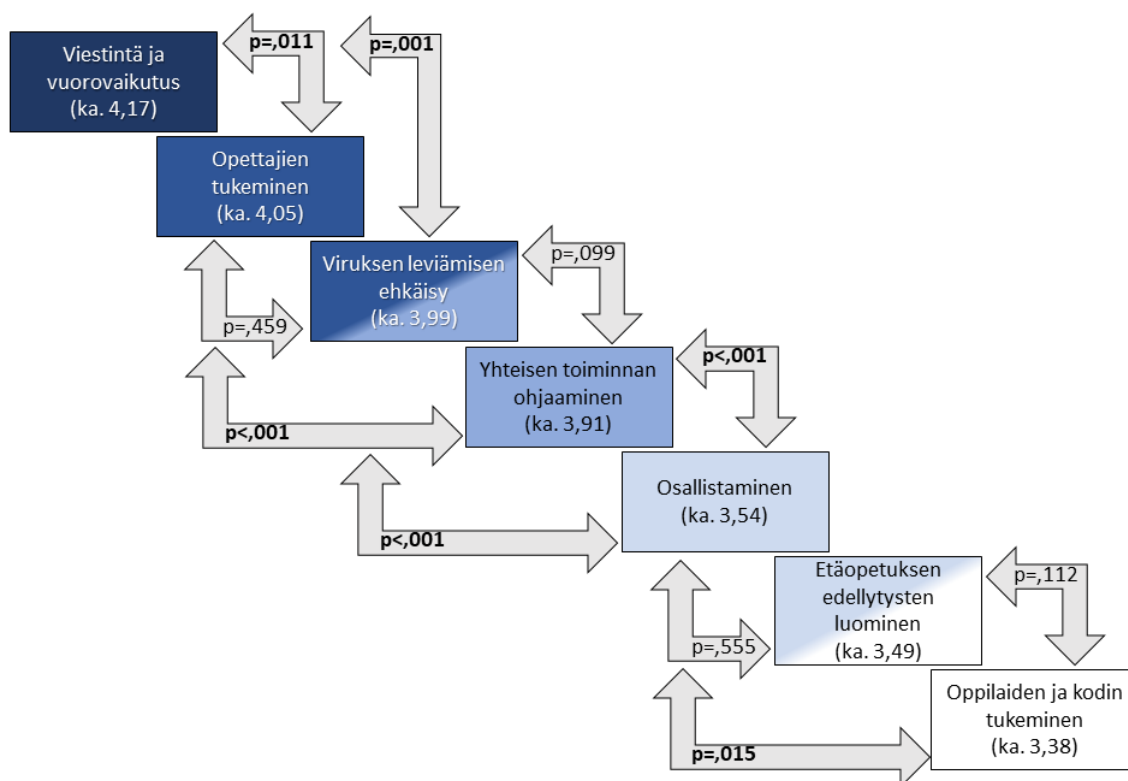 Viestintä ja
vuorovaikutus
(ka. 4,17)
p=,011
p=,001
Opettajien
tukeminen
(ka. 4,05)
Viruksen leviämisen
ehkäisy
(ka. 3,99)
p=,099
p=,459
Yhteisen toiminnan
ohjaaminen
(ka. 3,91)
p<,001
p<,001
Osallistaminen
(ka. 3,54)
p<,001
Etäopetuksen
edellytysten
luominen
(ka. 3,49)
p=,112
p=,555
Oppilaiden ja kodin
tukeminen
(ka. 3,38)
p=,015